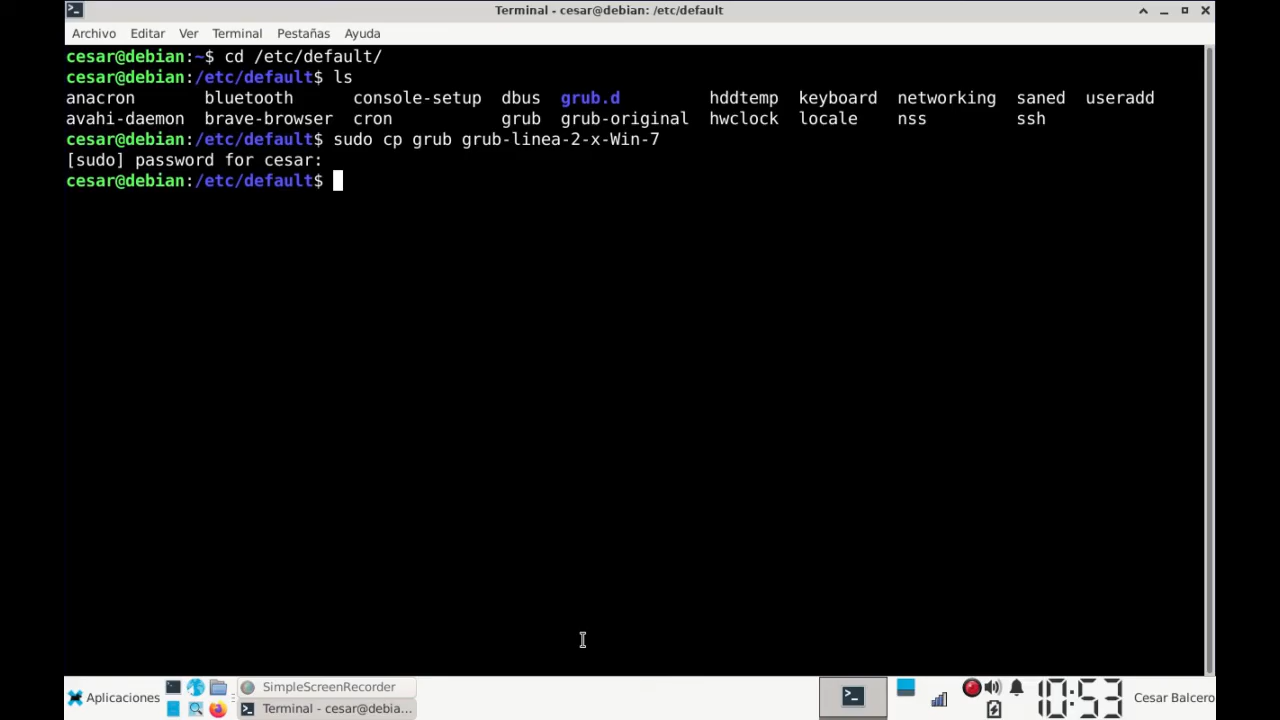 Terminal - cesar@debian: /etc/default
Archivo Editar Ver Terminal Pestañas Ayuda
cesar@debian:~$ cd /etc/default/
cesar@debian:/etc/default$ ls
anacron bluetooth console-setup dbus grub.d hddtemp keyboard networking saned useradd
avahi-daemon brave-browser cron grub grub-original hwclock locale nss ssh
cesar@debian:/etc/default$ sudo cp grub grub-linea-2-x-Win-7
[sudo] password for cesar:
cesar@debian:/etc/default$
Aplicaciones
SimpleScreenRecorder
Terminal - cesar@debia...
10:53
Cesar Balcero